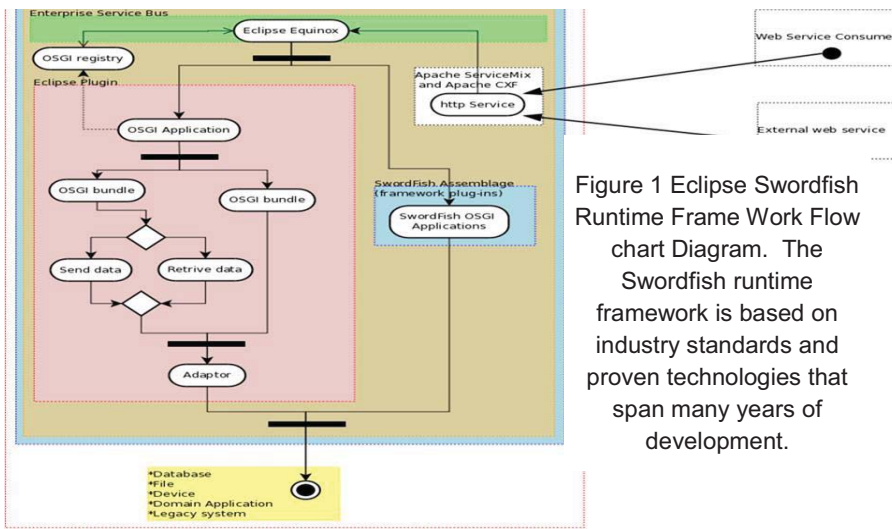 Enterprise Service Bus
Eclipse Equinox
OSGI registry
Eclipse Plugin
Apache ServiceMix
and Apache CXF
http Service
Web Service Consume
External web service
OSGI Application
OSGI bundle
OSGI bundle
SwordFish Assemblage
(framework plug-ins)
SwordFish OSGI
Applications
Send data
Retrive data
Adaptor
*Database
*File
*Device
*Domain Application
*Legacy system
Figure 1 Eclipse Swordfish
Runtime Frame Work Flow
chart Diagram. The
Swordfish runtime
framework is based on
industry standards and
proven technologies that
span many years of
development.